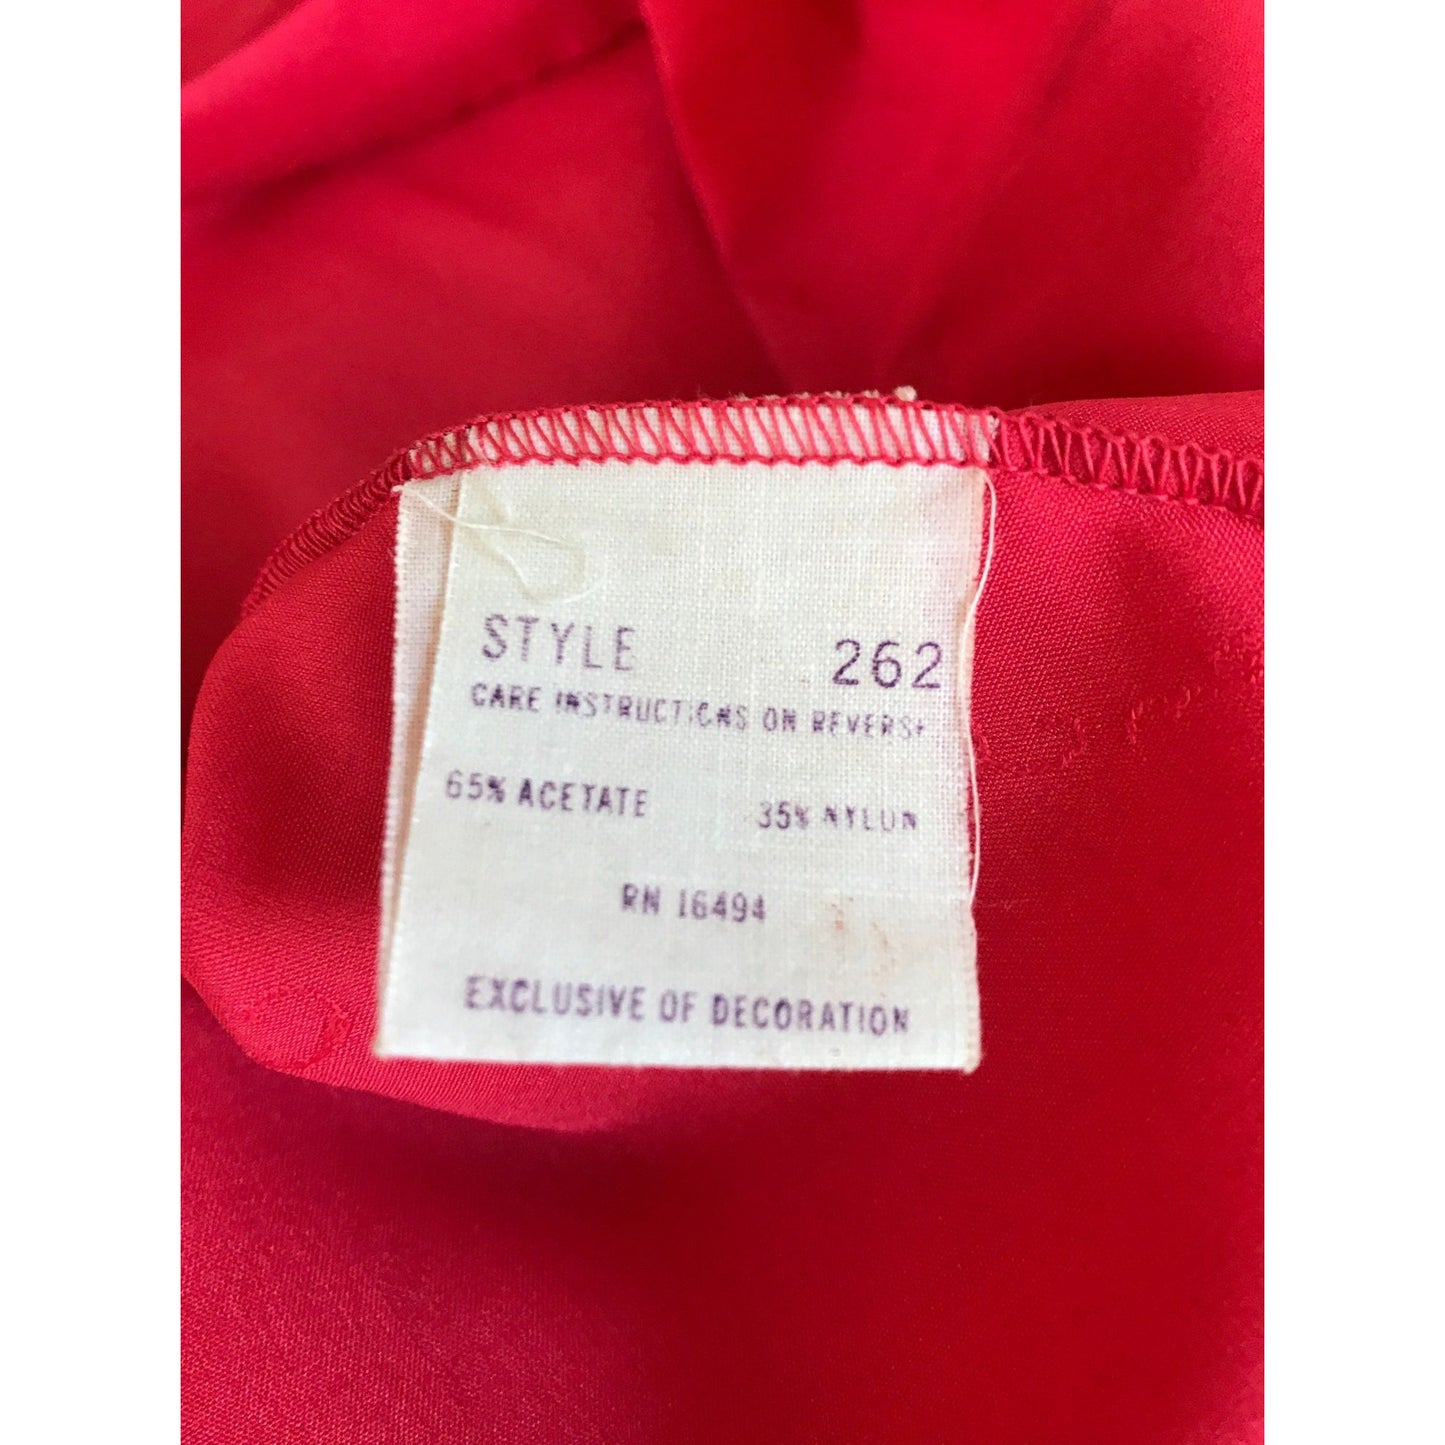 STYLE 262
CARE INSTRUCTIONS ON REVERSE
65% ACETATE 35% NYLON
RN 16494
EXCLUSIVE OF DECORATION